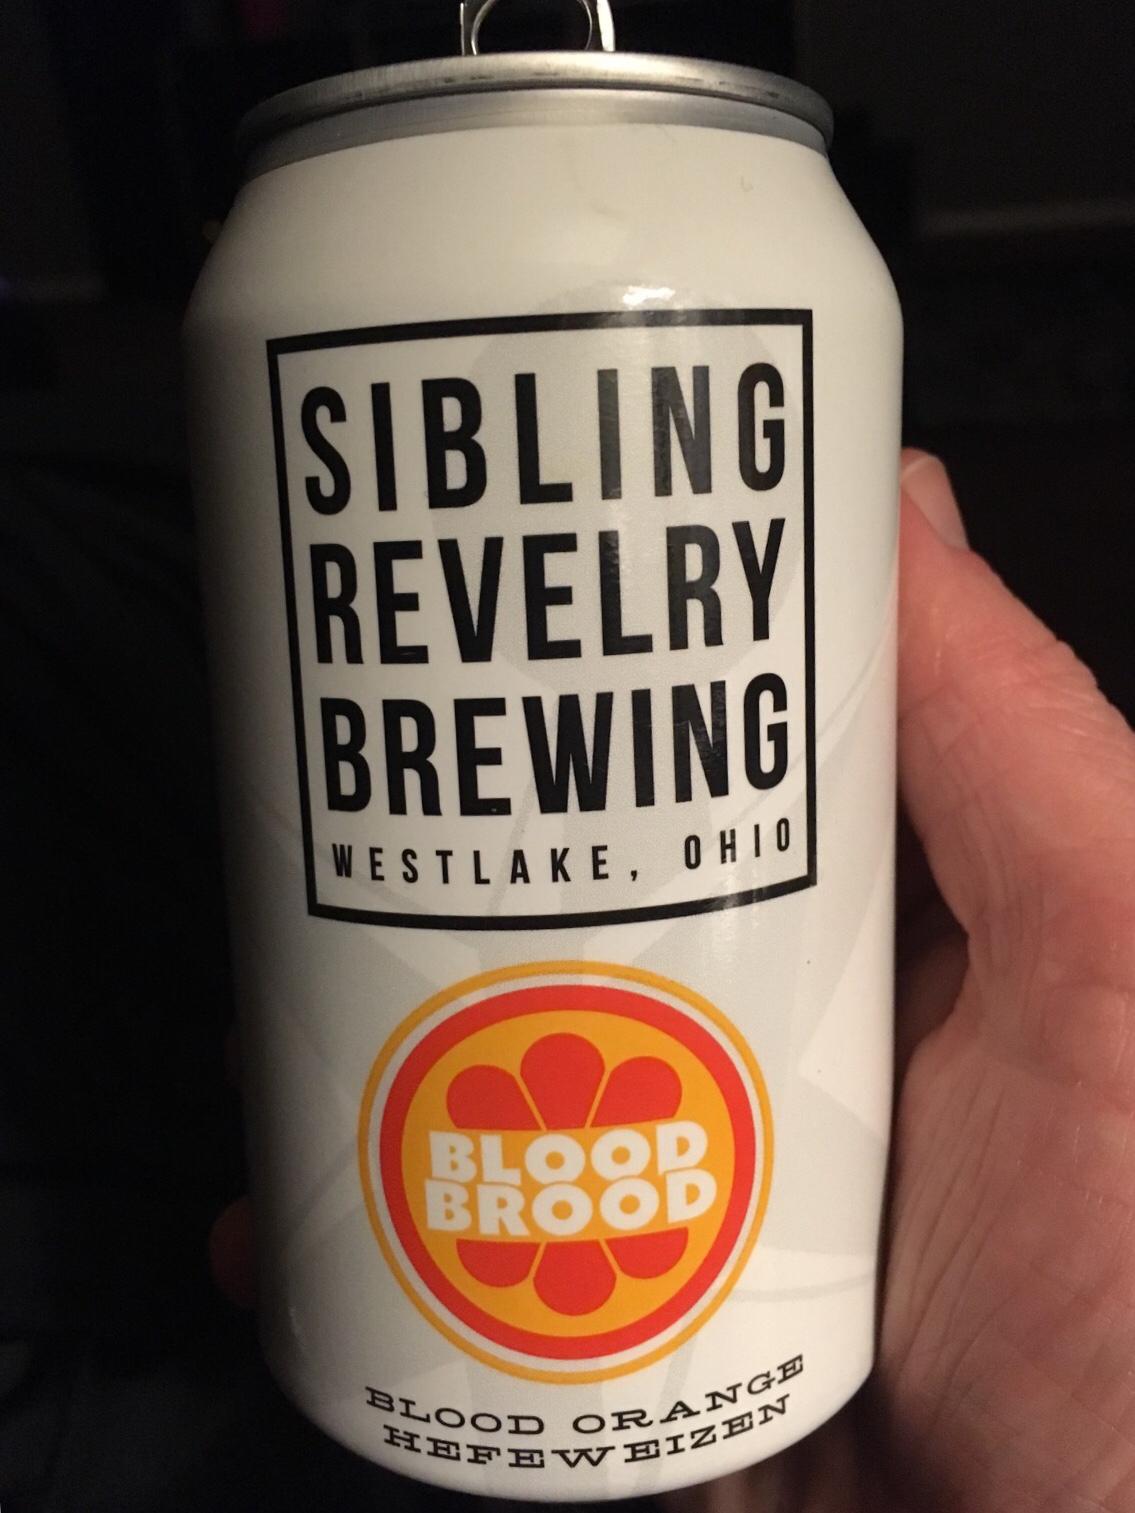 SIBLING
REVELRY
BREWING
WESTLAKE, OHIO
BLOOD
BROOD
BLOOD ORANGE
HEFEWEIZEN